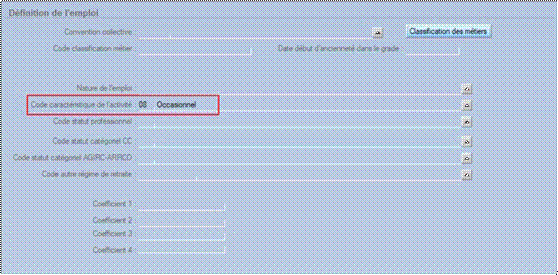 Définition de l'emploi
Convention collective
Classification des métiers
Code classification métier
Date début d'ancienneté dans le grade
Nature de l'emploi
Code caractéristique de l'activité 08 Occasionnel
Code statut professionnel
Code statut catégoriel CC
Code statut catégoriel AGIRC-ARRCO
Code autre régime de retraite
Coefficient 1
Coefficient 2
Coefficient 3
Coefficient 4